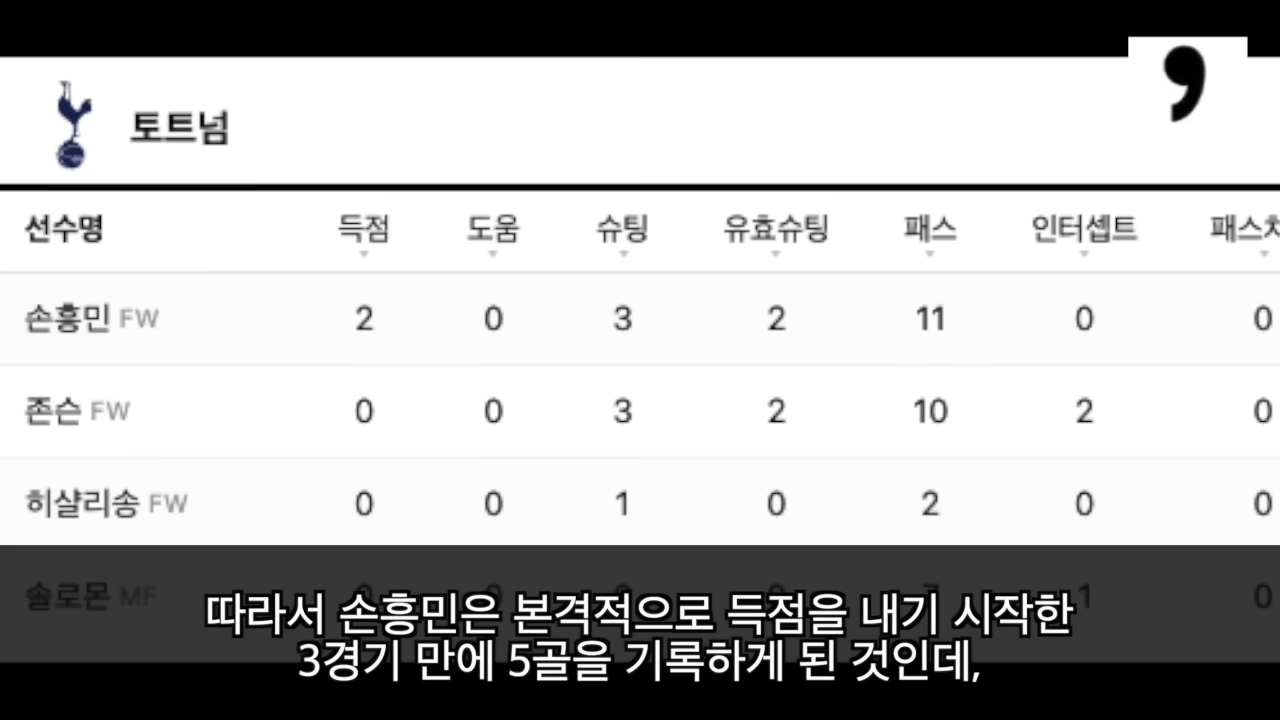 토트넘
선수명 득점 도움 슈팅 유효슈팅 패스 인터셉트
손흥민 FW 2 0 3 2 11 0 0
존슨 FW 0 0 3 2 10 2 0
히샬리송 FW 0 0 1 0 2 0 0
솔로몬 MF 1 0
따라서 손흥민은 본격적으로 득점을 내기 시작한
3경기 만에 5골을 기록하게 된 것인데,